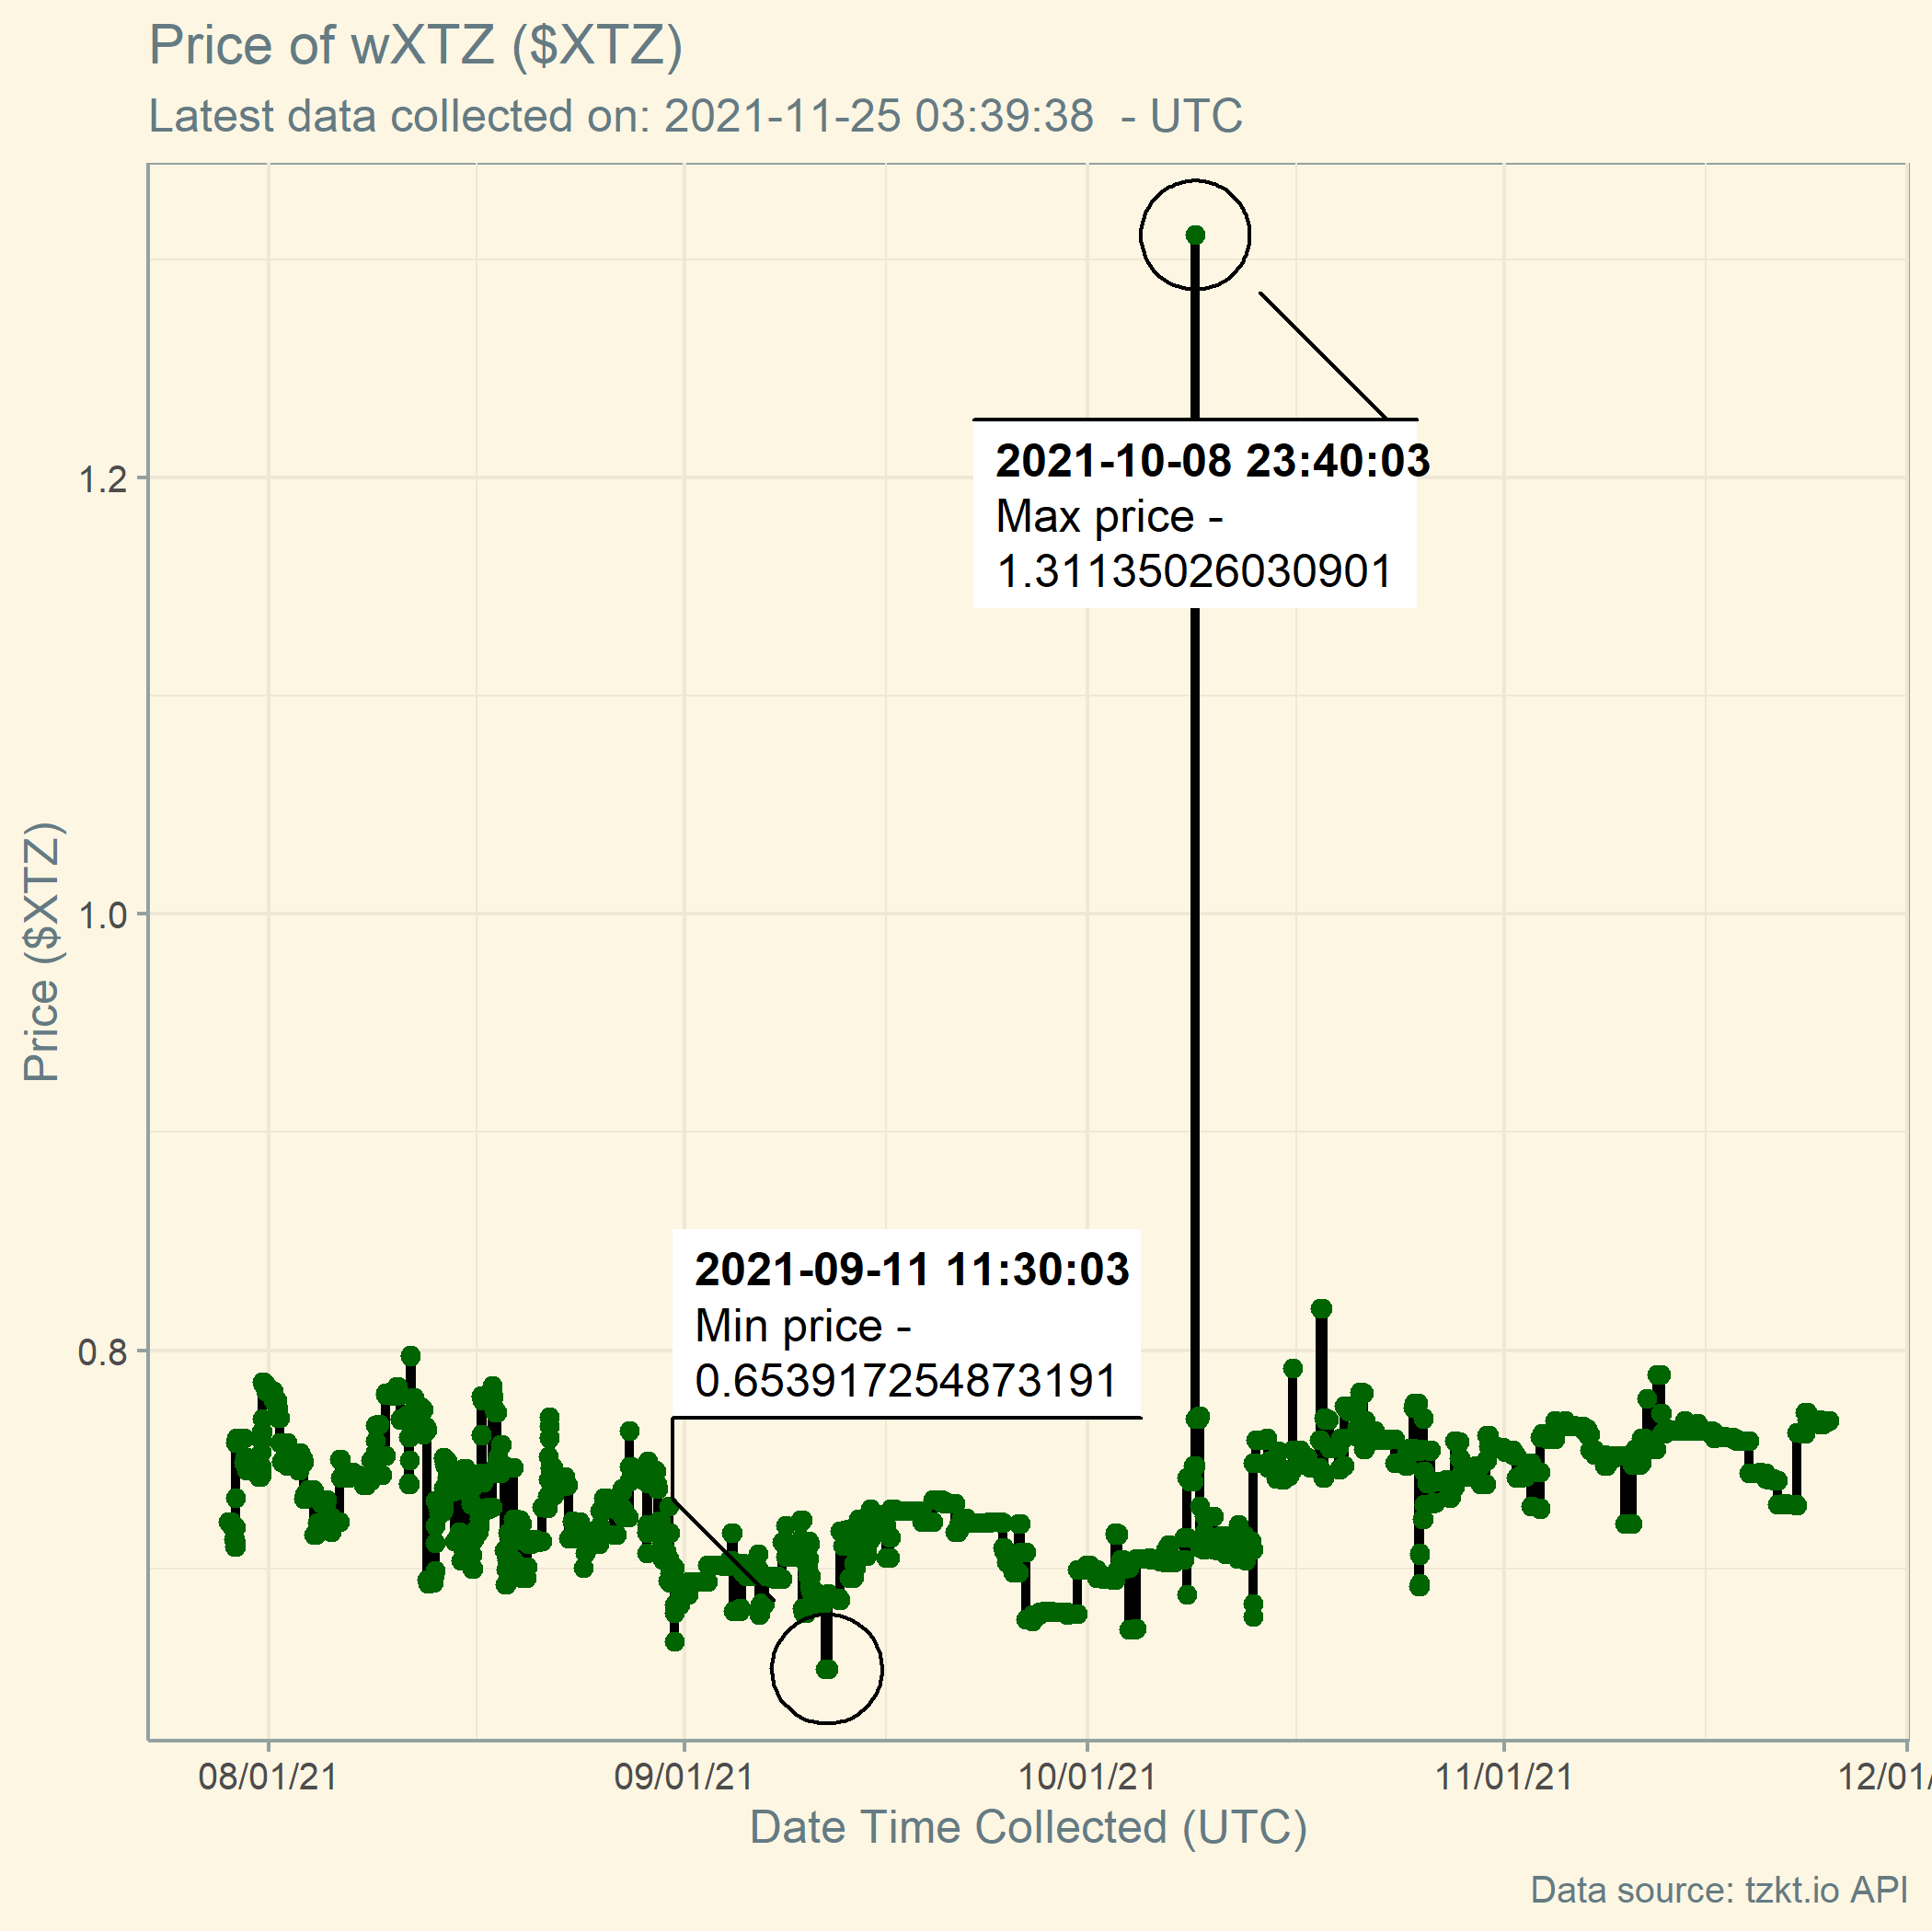 Price of wXTZ ($XTZ)
Latest data collected on: 2021-11-25 03:39:38  - UTC
2021-10-08 23:40:03
Max price -
1.31135026030901
1.2
1.0
Price ($XTZ)
2021-09-11 11:30:03
Min price -
0.653917254873191
0.8
08/01/21 09/01/21 10/01/21 11/01/21 12/01/
Date Time Collected (UTC)
Data source: tzkt.io API